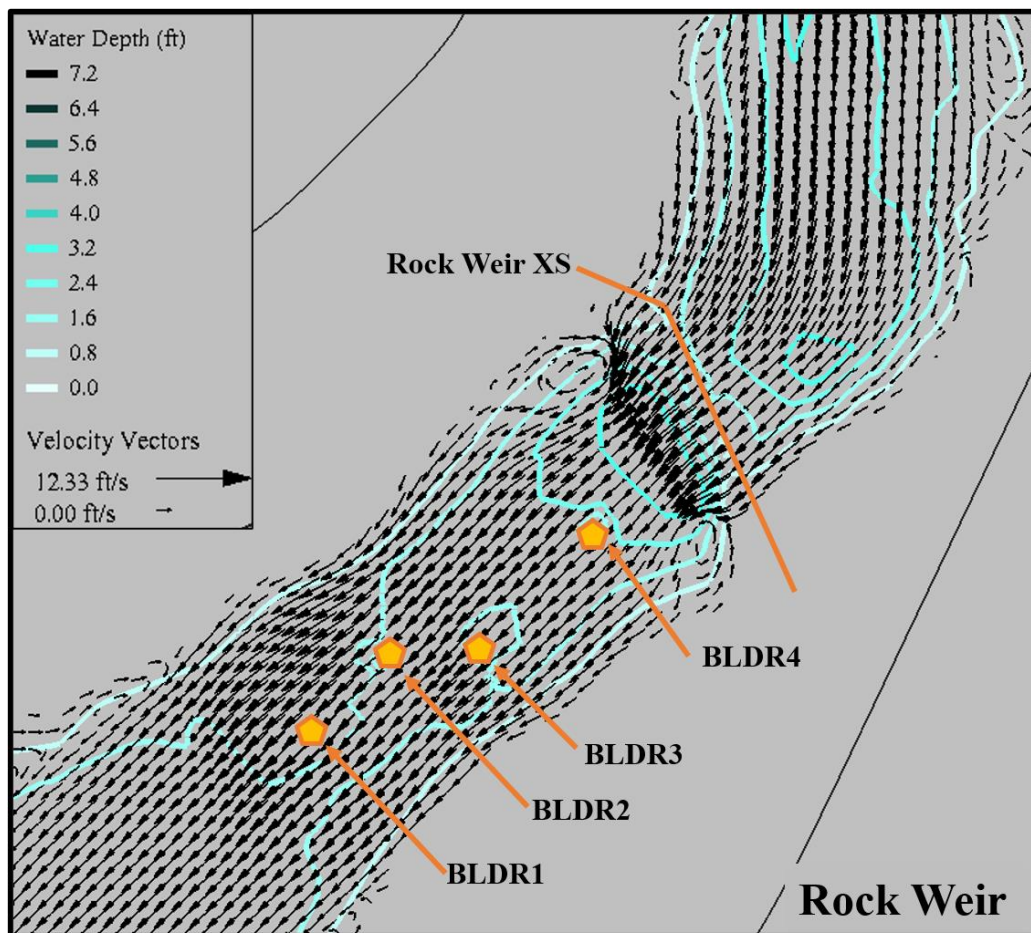 Water Depth (ft)
7.2
6.4
5.6
4.8
4.0
3.2
2.4
1.6
0.8
0.0
Velocity Vectors
12.33 ft/s
0.00 ft/s
Rock Weir XS
BLDR4
BLDR3
BLDR2
BLDR1
Rock Weir